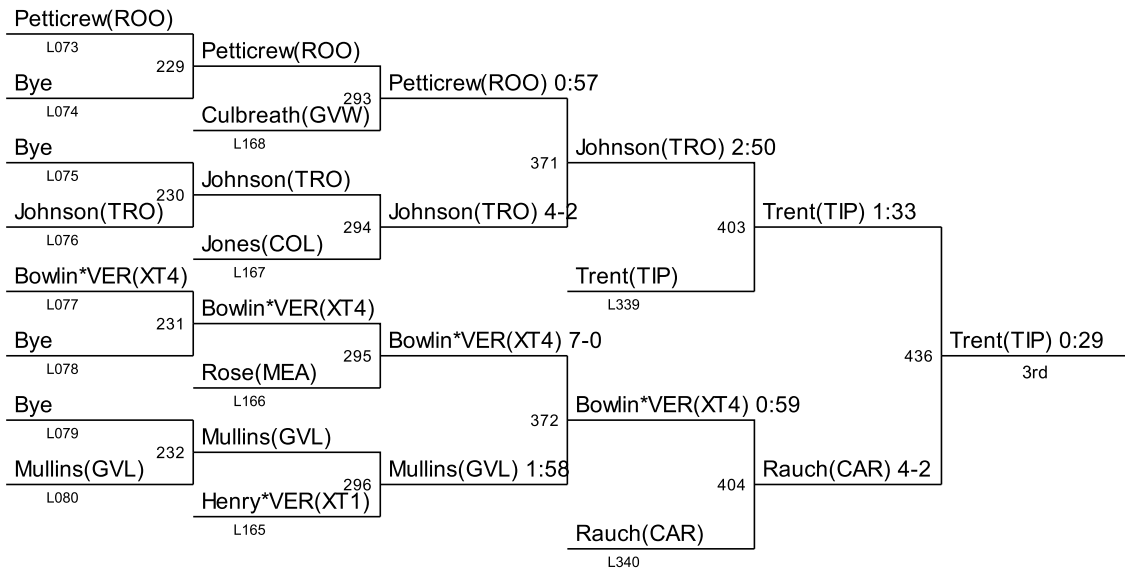 Petticrew(ROO)
L073
229
Bye
L074
Bye
L075
230
Johnson(TRO)
L076
Bowlin*VER(XT4)
L077
231
Bye
L078
Bye
L079
232
Mullins(GVL)
L080
Petticrew(ROO)
293
Culbreath(GVW)
L168
Johnson(TRO)
294
Jones(COL)
L167
Bowlin*VER(XT4)
295
Rose(MEA)
L166
Mullins(GVL)
296
Henry*VER(XT1)
L165
Petticrew(ROO) 0:57
371
Johnson(TRO) 4-2
Bowlin*VER(XT4) 7-0
372
Mullins(GVL) 1:58
Johnson(TRO) 2:50
403
Trent(TIP)
L339
Bowlin*VER(XT4) 0:59
404
Rauch(CAR)
L340
Trent(TIP) 1:33
436
Rauch(CAR) 4-2
Trent(TIP) 0:29
3rd